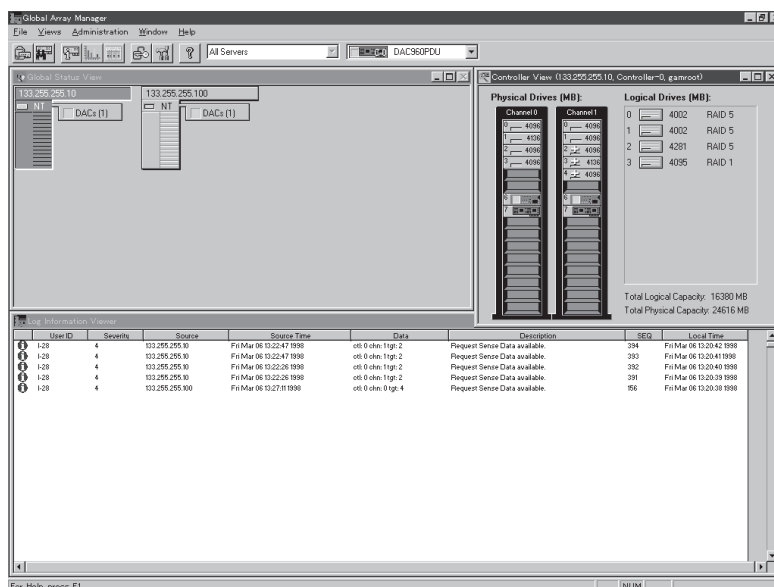 Global Array Manager
File Views Administration Window Help
All Servers DAC960PDU
Global Status View
133.255.255.10 133.255.255.100
NT DACs (1) NT DACs (1)
Controller View (133.255.255.10, Controller-0, gamroot)
Physical Drives (MB): Logical Drives (MB):
Channel 0 Channel 1
0 4096 0 4096
1 4136 1 4096
2 4096 2 4096
3 4096 3 4136
4 4096
6 6
7 7
0 4002 RAID 5
1 4002 RAID 5
2 4281 RAID 5
3 4095 RAID 1
Total Logical Capacity: 16380 MB
Total Physical Capacity: 24616 MB
Log Information Viewer
User ID Severity Source Source Time Data Description SEQ Local Time
I-28 4 133.255.255.10 Fri Mar 06 13:22:47 1998 ctl: 0 chn: 1 tgt: 2 Request Sense Data available. 394 Fri Mar 06 13:20:42 1998
I-28 4 133.255.255.10 Fri Mar 06 13:22:47 1998 ctl: 0 chn: 1 tgt: 2 Request Sense Data available. 393 Fri Mar 06 13:20:41 1998
I-28 4 133.255.255.10 Fri Mar 06 13:22:26 1998 ctl: 0 chn: 1 tgt: 2 Request Sense Data available. 392 Fri Mar 06 13:20:40 1998
I-28 4 133.255.255.10 Fri Mar 06 13:22:26 1998 ctl: 0 chn: 1 tgt: 2 Request Sense Data available. 391 Fri Mar 06 13:20:39 1998
I-28 4 133.255.255.100 Fri Mar 06 13:27:11 1998 ctl: 0 chn: 0 tgt: 4 Request Sense Data available. 156 Fri Mar 06 13:20:38 1998
For Help, press F1 NUM